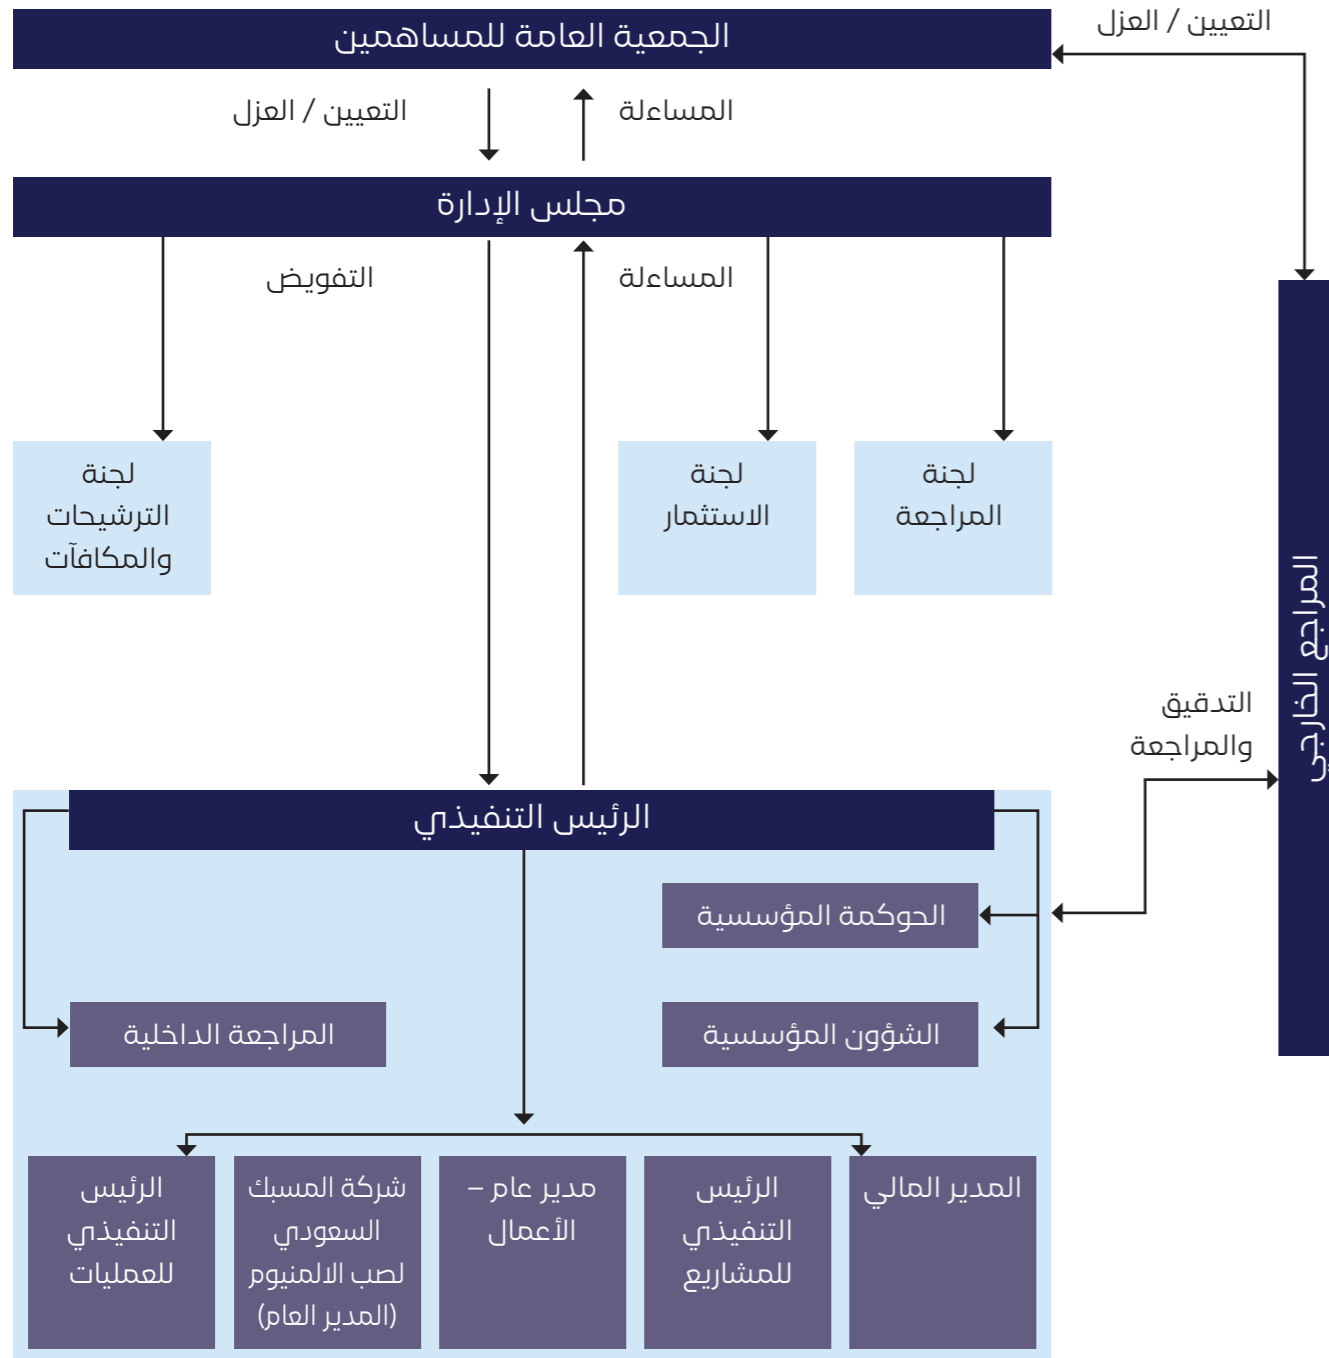 التعيين / العزل
الجمعية العامة للمساهمين
المساءلة
التعيين / العزل
مجلس الإدارة
المساءلة
التفويض
لجنة
المراجعة
لجنة
الاستثمار
لجنة
الترشيحات
والمكافآت
المراجع الخارجي
التدقيق
والمراجعة
الرئيس التنفيذي
الحوكمة المؤسسية
الشؤون المؤسسية
المراجعة الداخلية
المدير المالي
الرئيس
التنفيذي
للمشاريع
مدير عام –
الأعمال
شركة المسبك
السعودي
لصب الالمنيوم
(المدير العام)
الرئيس
التنفيذي
للعمليات